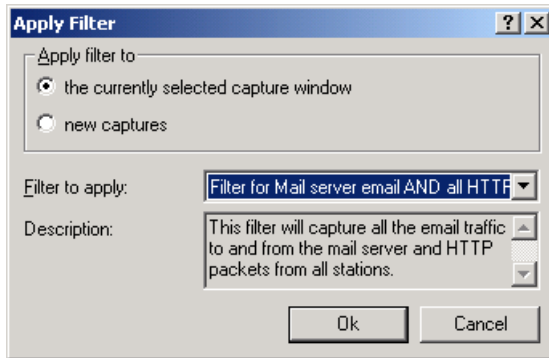 Apply Filter
Apply filter to
the currently selected capture window
new captures
Filter to apply:
Filter for Mail server email AND all HTTP
Description:
This filter will capture all the email traffic
to and from the mail server and HTTP
packets from all stations.
Ok
Cancel